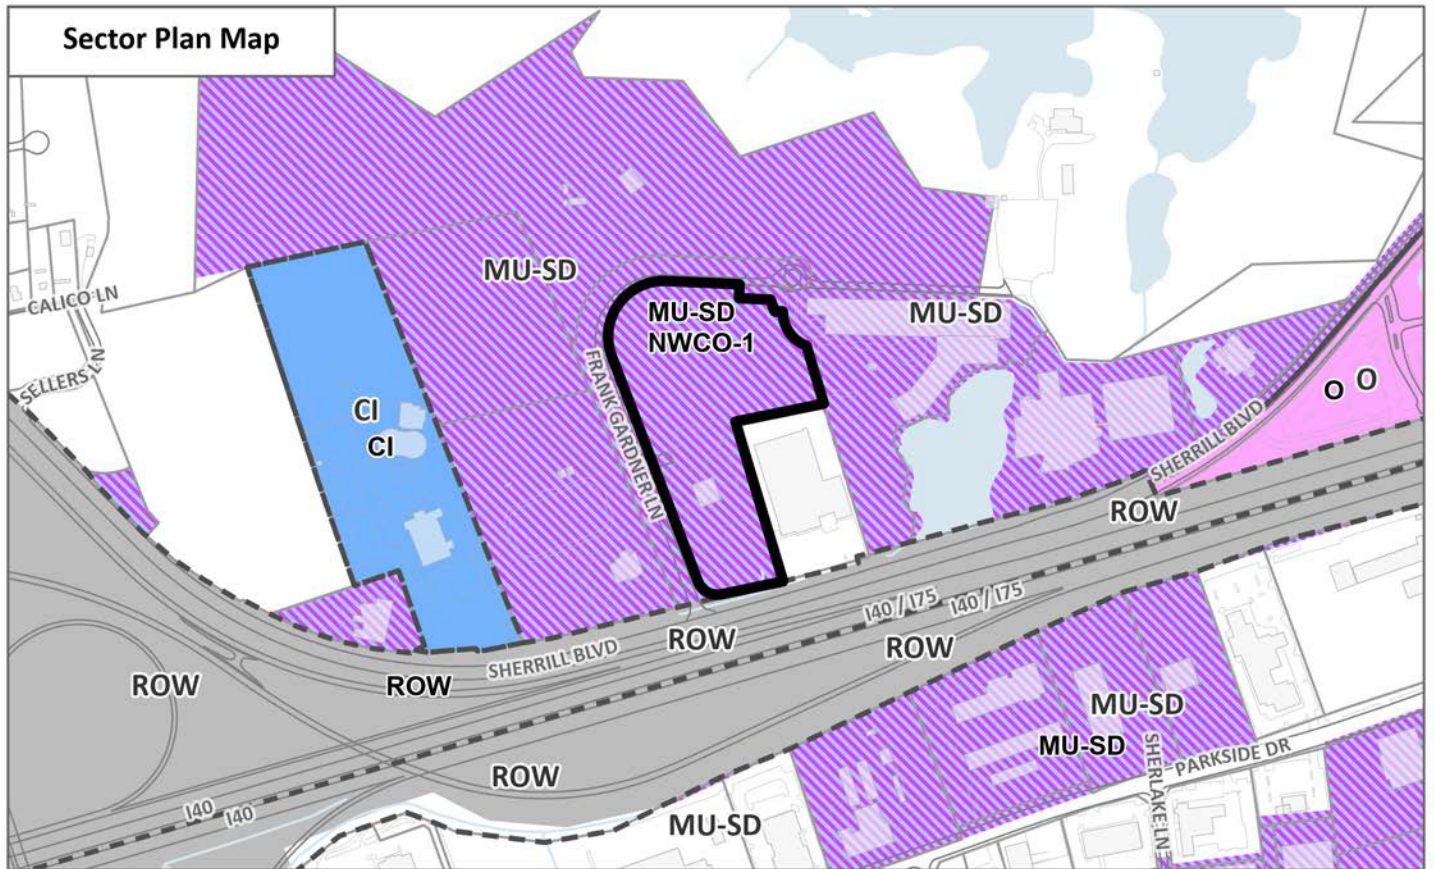 Sector Plan Map
MU-SD
MU-SD
NWCO-1
MU-SD
CALICO LN
SELLERS LN
FRANK GARDNER LN
CI
CI
O
O
SHERRILL BLVD
ROW
I40 / I75
I40 / I75
SHERRILL BLVD
ROW
ROW
ROW
ROW
MU-SD
MU-SD
SHERLAKE LN
PARKSIDE DR
ROW
I40
I40
MU-SD